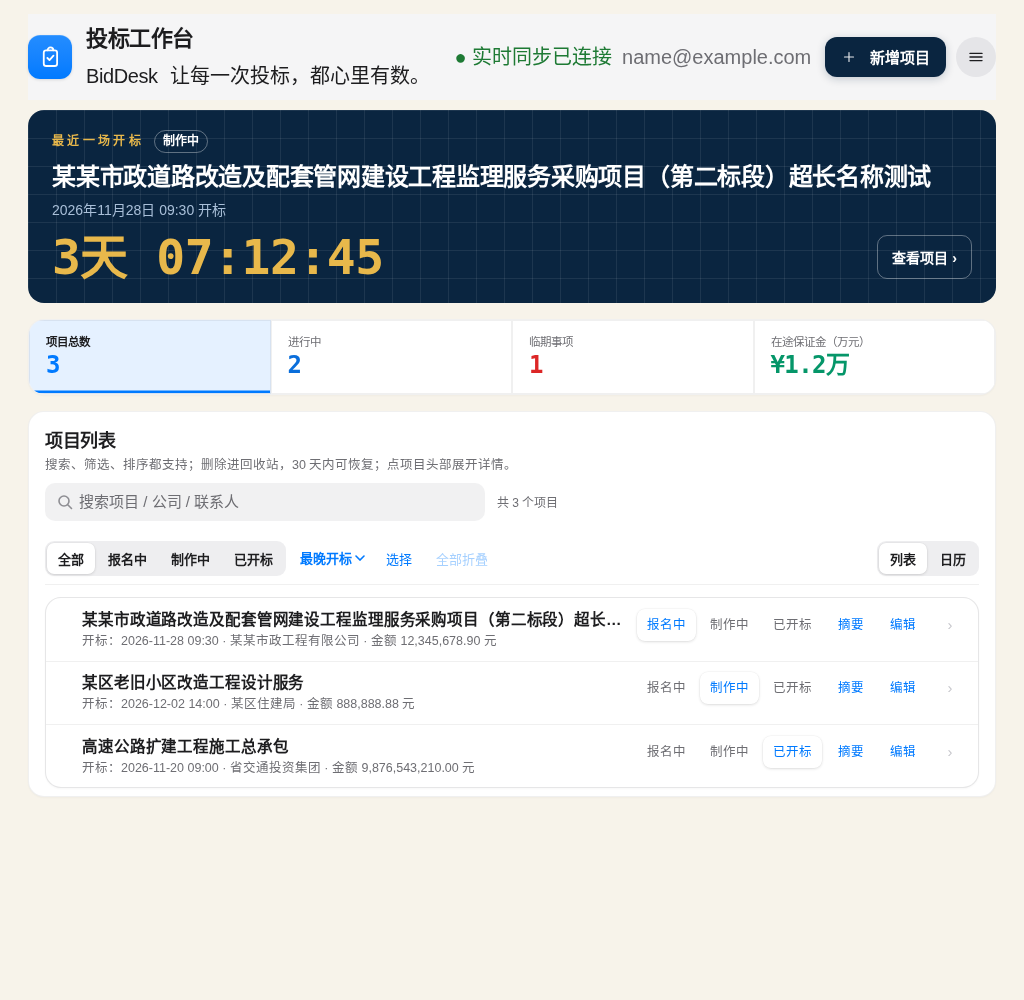 投标工作台
BidDesk 让每一次投标，都心里有数。
● 实时同步已连接 name@example.com
＋ 新增项目
最近一场开标 制作中
某某市政道路改造及配套管网建设工程监理服务采购项目（第二标段）超长名称测试
2026年11月28日 09:30 开标
3天 07:12:45
查看项目 ›
项目总数 进行中 临期事项 在途保证金（万元）
3 2 1 ¥1.2万
项目列表
搜索、筛选、排序都支持；删除进回收站，30 天内可恢复；点项目头部展开详情。
搜索项目 / 公司 / 联系人 共 3 个项目
全部 报名中 制作中 已开标 最晚开标 选择 全部折叠 列表 日历
某某市政道路改造及配套管网建设工程监理服务采购项目（第二标段）超长… 报名中 制作中 已开标 摘要 编辑 ›
开标：2026-11-28 09:30 · 某某市政工程有限公司 · 金额 12,345,678.90 元
某区老旧小区改造工程设计服务 报名中 制作中 已开标 摘要 编辑 ›
开标：2026-12-02 14:00 · 某区住建局 · 金额 888,888.88 元
高速公路扩建工程施工总承包 报名中 制作中 已开标 摘要 编辑 ›
开标：2026-11-20 09:00 · 省交通投资集团 · 金额 9,876,543,210.00 元